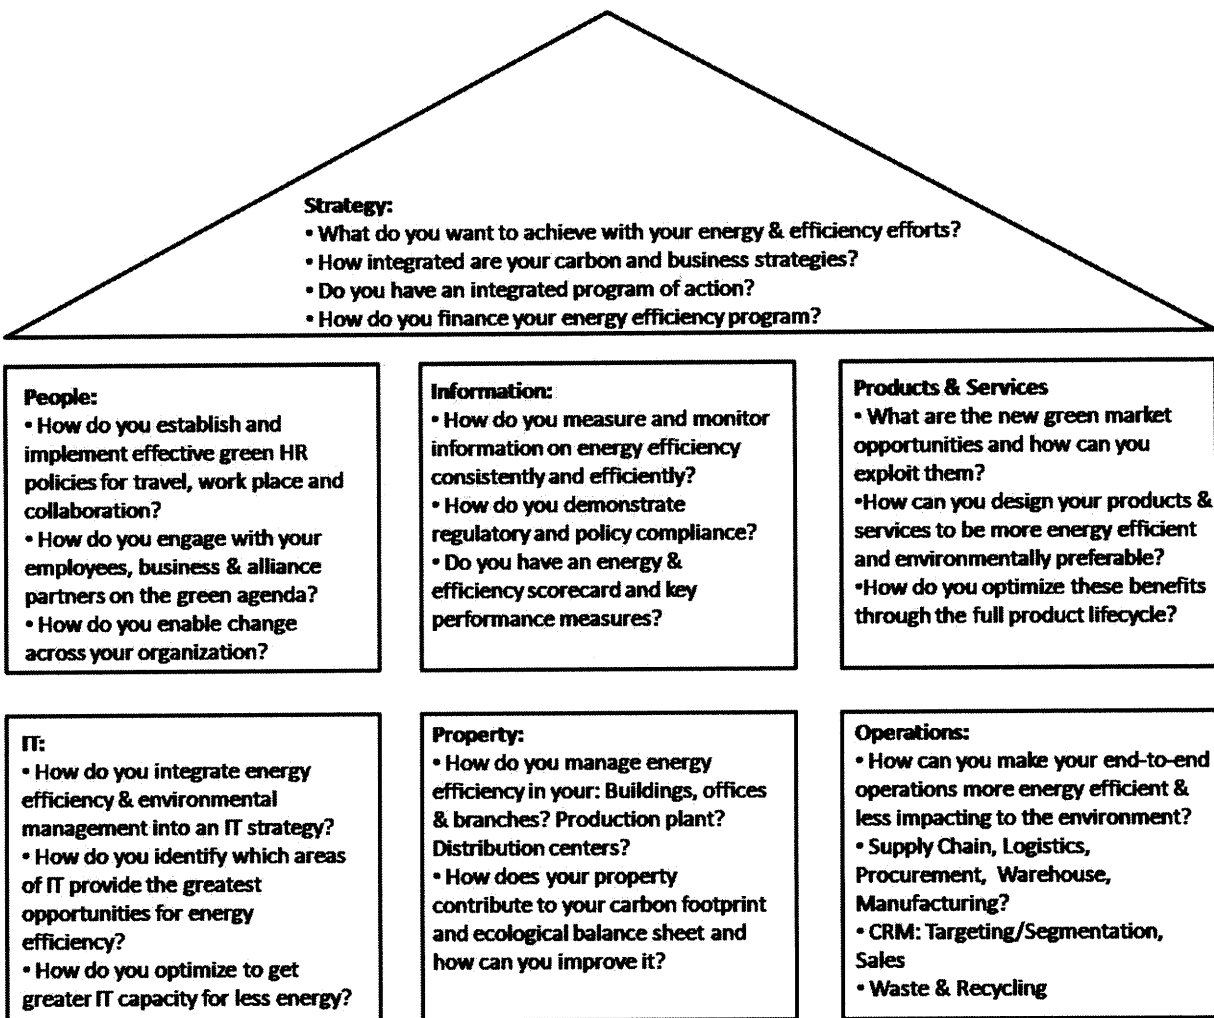 Strategy:
• What do you want to achieve with your energy & efficiency efforts?
• How integrated are your carbon and business strategies?
• Do you have an integrated program of action?
• How do you finance your energy efficiency program?
People:
• How do you establish and
implement effective green HR
policies for travel, work place and
collaboration?
• How do you engage with your
employees, business & alliance
partners on the green agenda?
• How do you enable change
across your organization?
Information:
• How do you measure and monitor
information on energy efficiency
consistently and efficiently?
• How do you demonstrate
regulatory and policy compliance?
• Do you have an energy &
efficiency scorecard and key
performance measures?
Products & Services
• What are the new green market
opportunities and how can you
exploit them?
•How can you design your products &
services to be more energy efficient
and environmentally preferable?
•How do you optimize these benefits
through the full product lifecycle?
IT:
• How do you integrate energy
efficiency & environmental
management into an IT strategy?
• How do you identify which areas
of IT provide the greatest
opportunities for energy
efficiency?
• How do you optimize to get
greater IT capacity for less energy?
Property:
• How do you manage energy
efficiency in your: Buildings, offices
& branches? Production plant?
Distribution centers?
• How does your property
contribute to your carbon footprint
and ecological balance sheet and
how can you improve it?
Operations:
• How can you make your end-to-end
operations more energy efficient &
less impacting to the environment?
• Supply Chain, Logistics,
Procurement, Warehouse,
Manufacturing?
• CRM: Targeting/Segmentation,
Sales
• Waste & Recycling